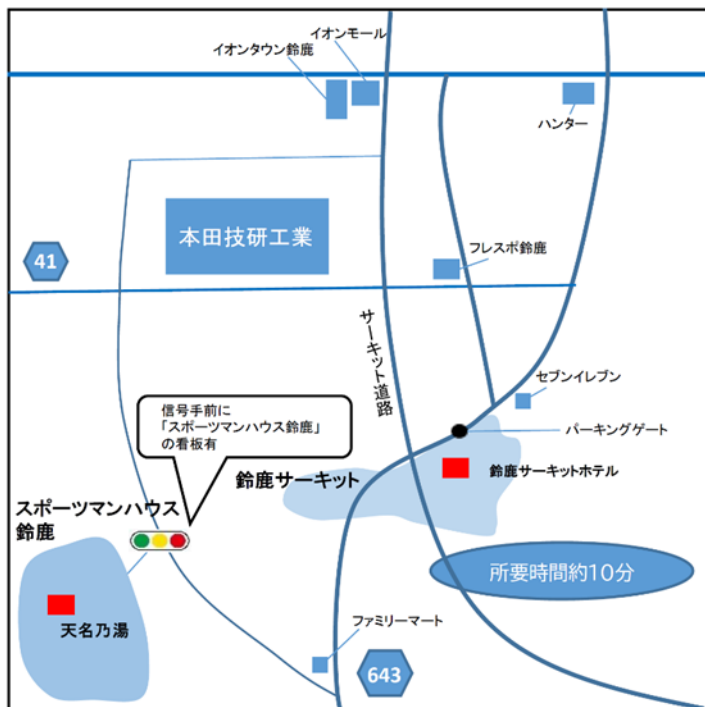 イオンモール
イオンタウン鈴鹿
ハンター
本田技研工業
41
フレスポ鈴鹿
サーキット道路
セブンイレブン
信号手前に
「スポーツマンハウス鈴鹿」
の看板有
パーキングゲート
鈴鹿サーキット
鈴鹿サーキットホテル
スポーツマンハウス
鈴鹿
所要時間約10分
天名乃湯
ファミリーマート
643